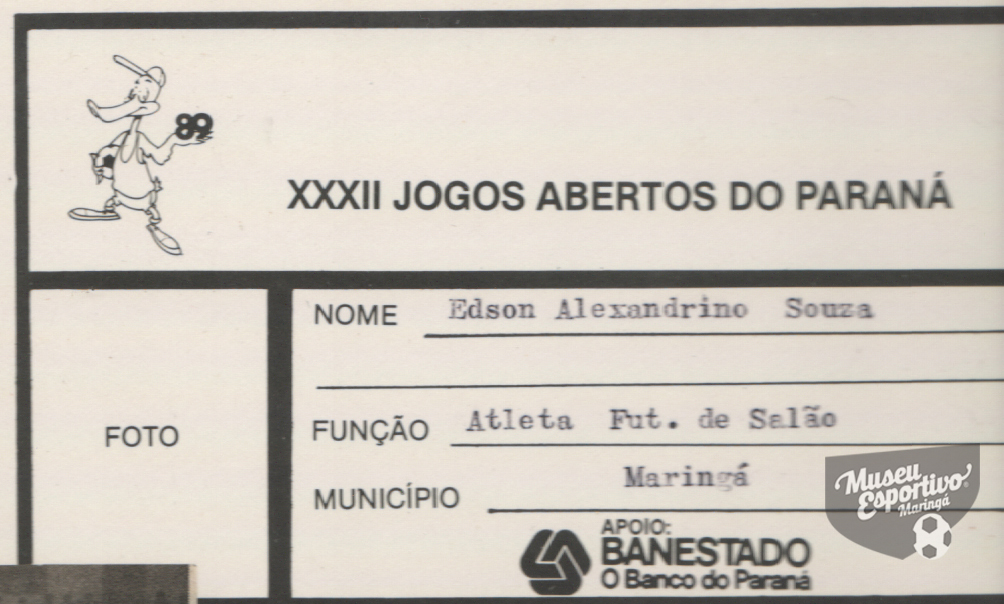 89
XXXII JOGOS ABERTOS DO PARANÁ
NOME Edson Alexandrino Souza
FOTO
FUNÇÃO Atleta Fut. de Salão
MUNICÍPIO Maringá
APOIO:
BANESTADO
O Banco do Paraná
Museu
Esportivo
Maringá